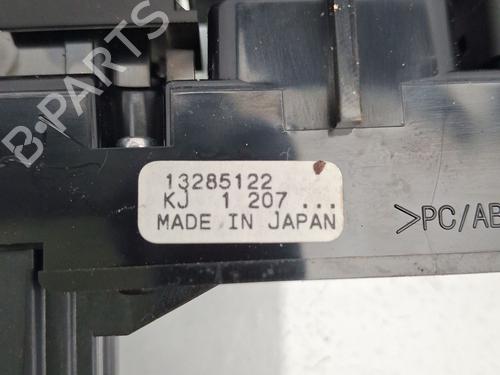 B-PARTS
13285122
KJ 1 207 ...
MADE IN JAPAN
>PC/AB